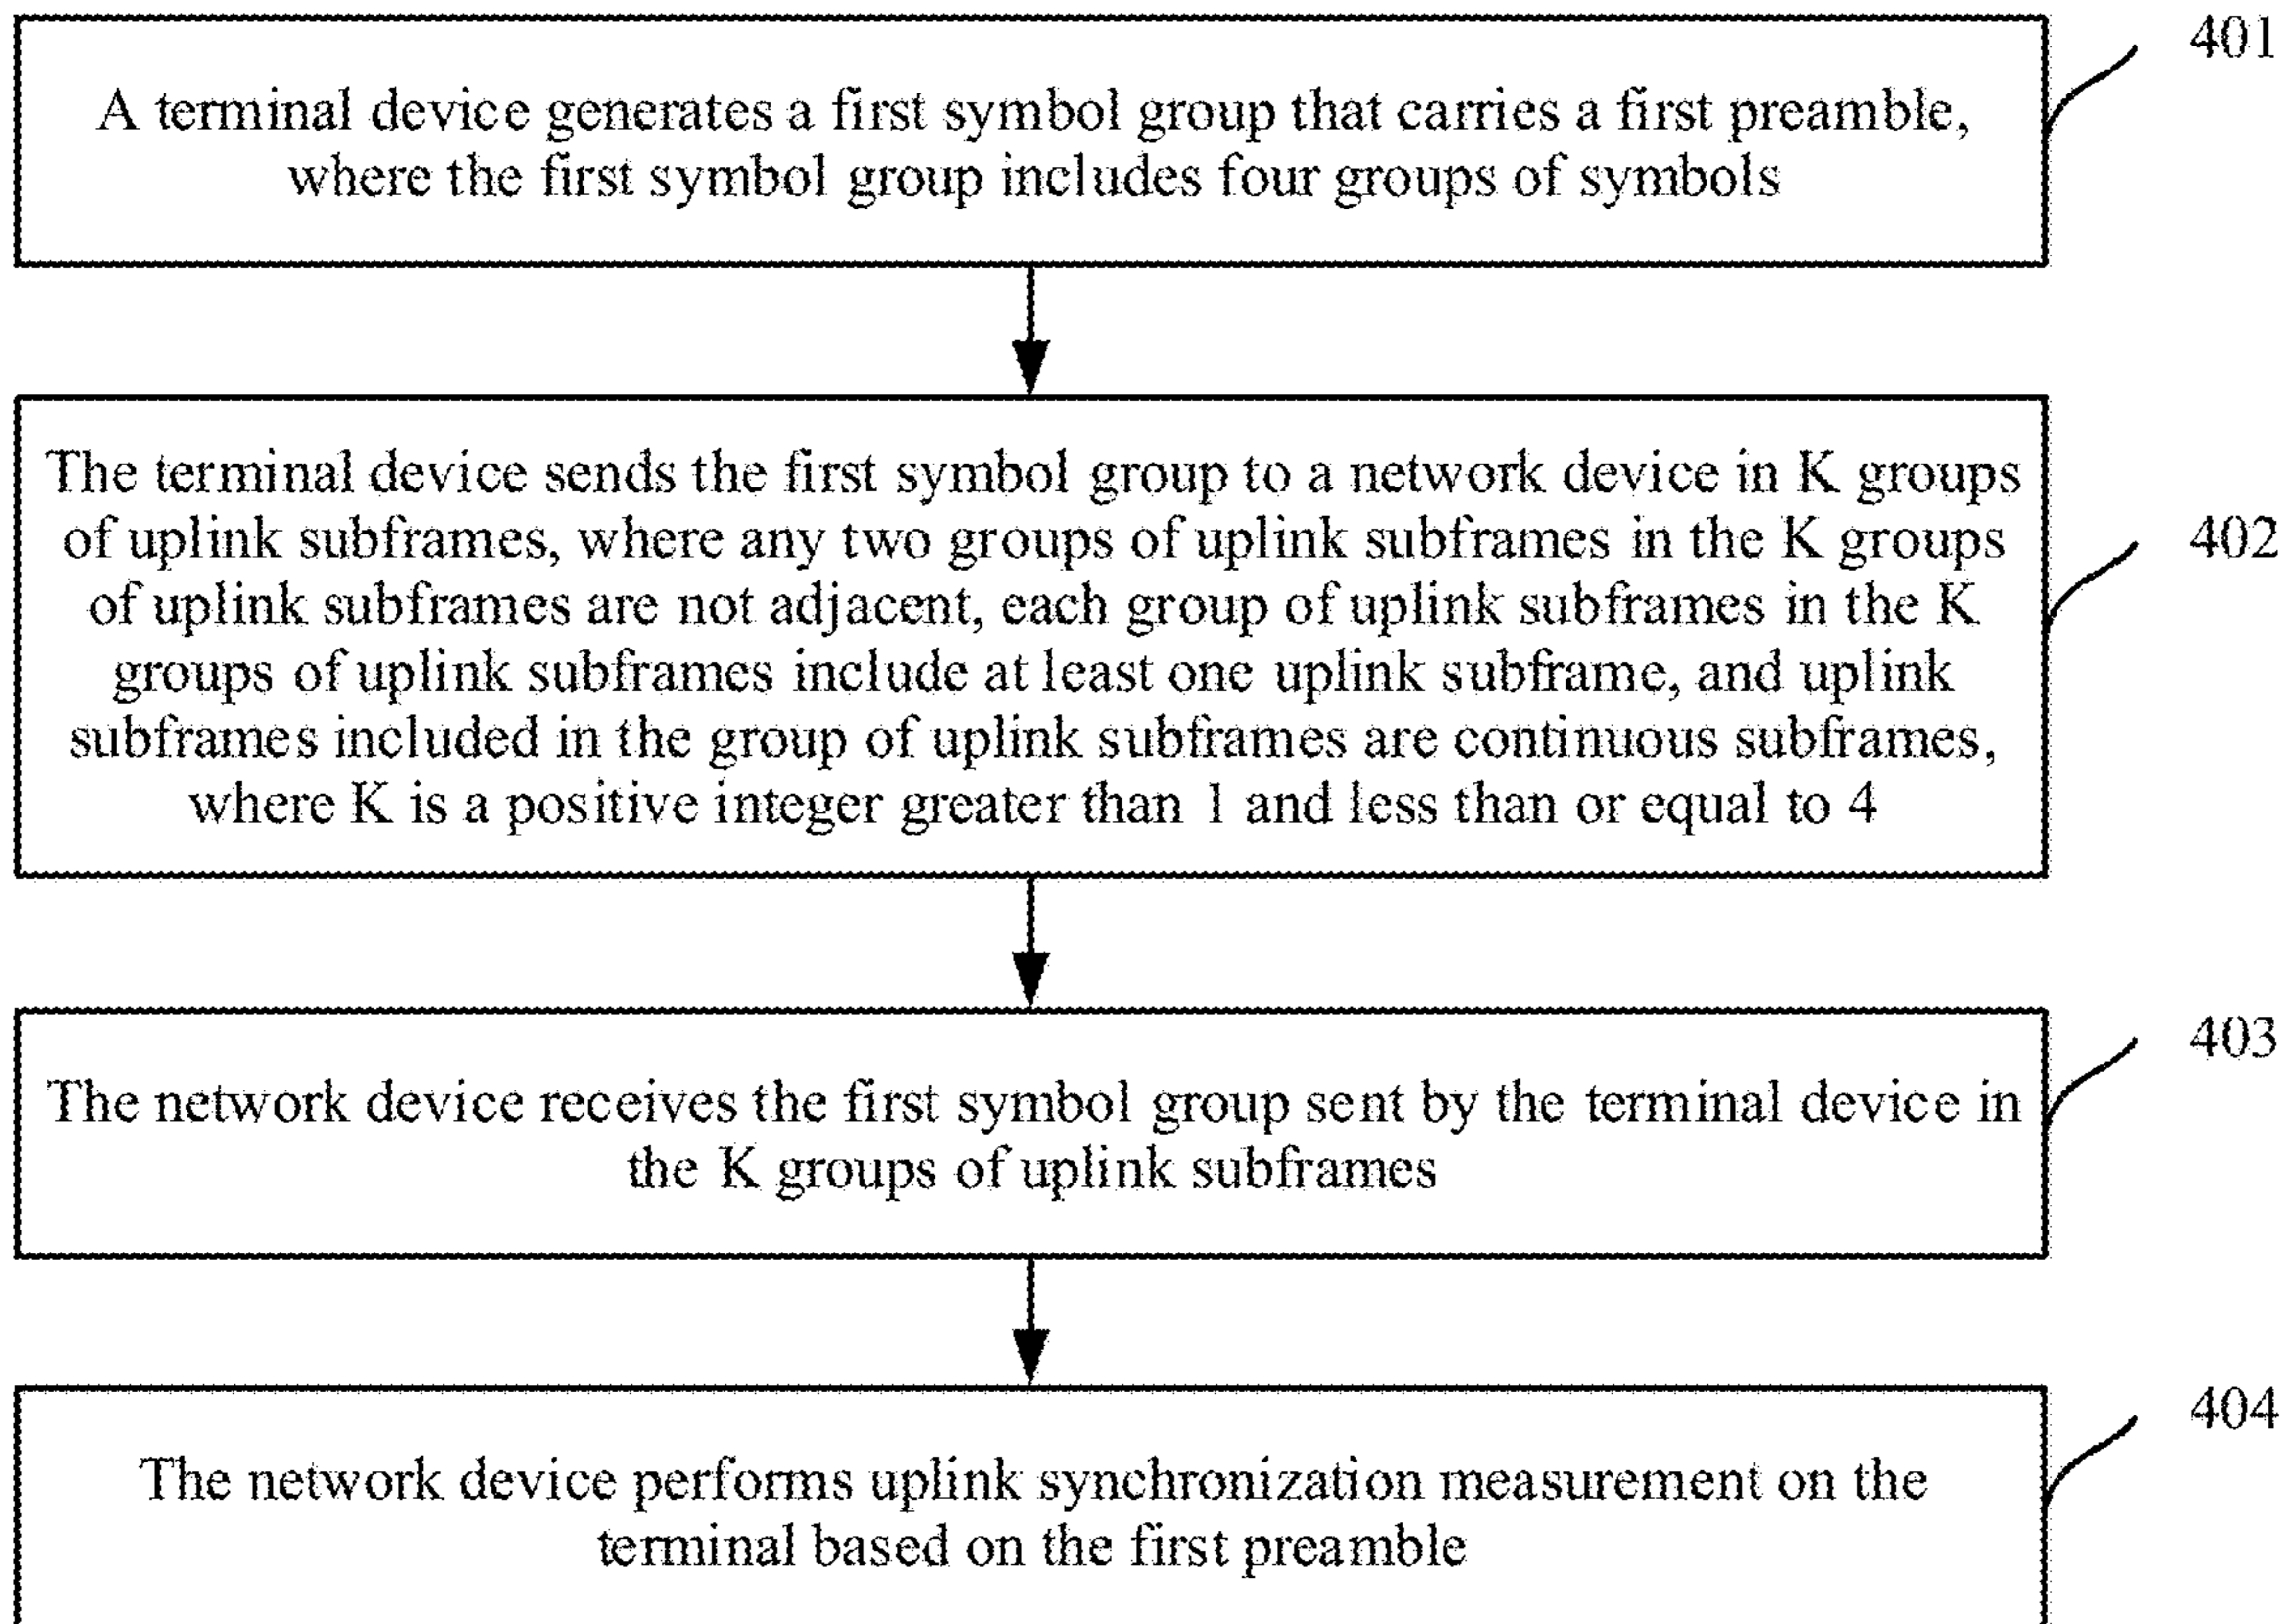 401
A terminal device generates a first symbol group that carries a first preamble,
where the first symbol group includes four groups of symbols
The terminal device sends the first symbol group to a network device in K groups
of uplink subframes, where any two groups of uplink subframes in the K groups
of uplink subframes are not adjacent, each group of uplink subframes in the K
groups of uplink subframes include at least one uplink subframe, and uplink
subframes included in the group of uplink subframes are continuous subframes,
where K is a positive integer greater than 1 and less than or equal to 4
402
The network device receives the first symbol group sent by the terminal device in
the K groups of uplink subframes
403
The network device performs uplink synchronization measurement on the
terminal based on the first preamble
404